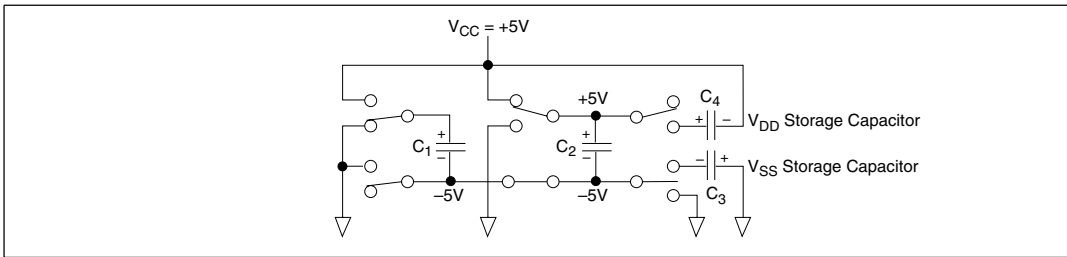 V_CC = +5V
+5V
C_4
+ −
V_DD Storage Capacitor
+
C_1
−
+
C_2
−
− +
V_SS Storage Capacitor
−5V
−5V
C_3